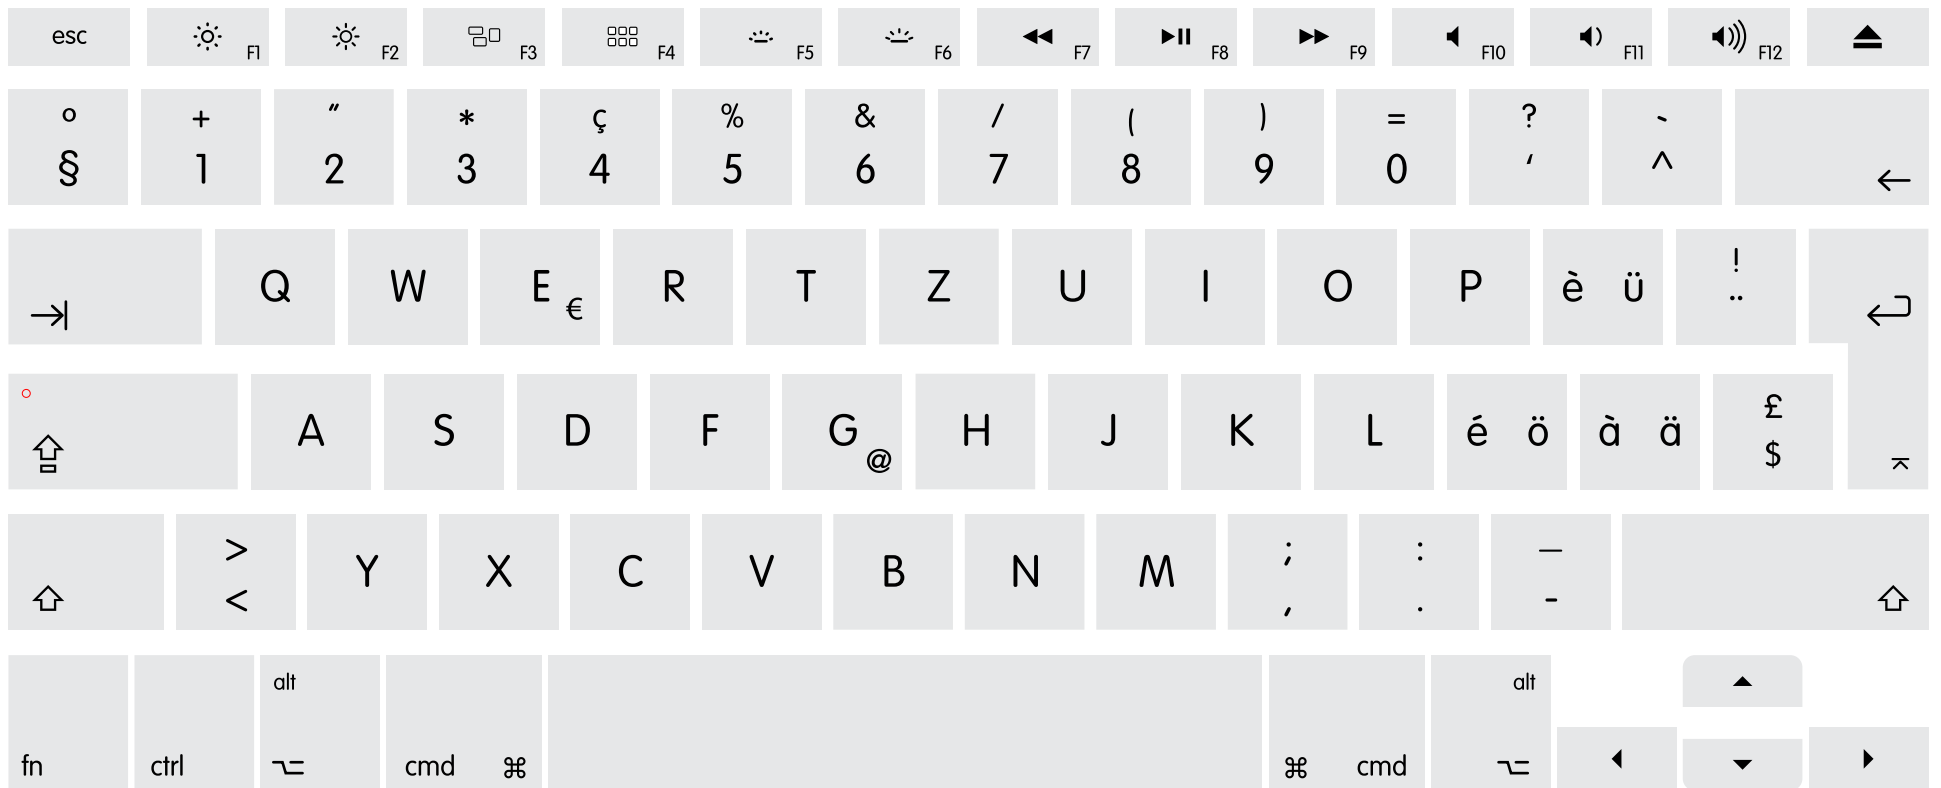 esc F1 F2 F3 F4 F5 F6 F7 F8 F9 F10 F11 F12
° + ″ * ç % & / ( ) = ? `
§ 1 2 3 4 5 6 7 8 9 0 ‘ ^ ←
Q W E € R T Z U I O P è ü ! ¨
A S D F G @ H J K L é ö à ä £ $
> ; : _
< Y X C V B N M , . -
alt alt
fn ctrl ⌥ cmd ⌘ ⌘ cmd ⌥